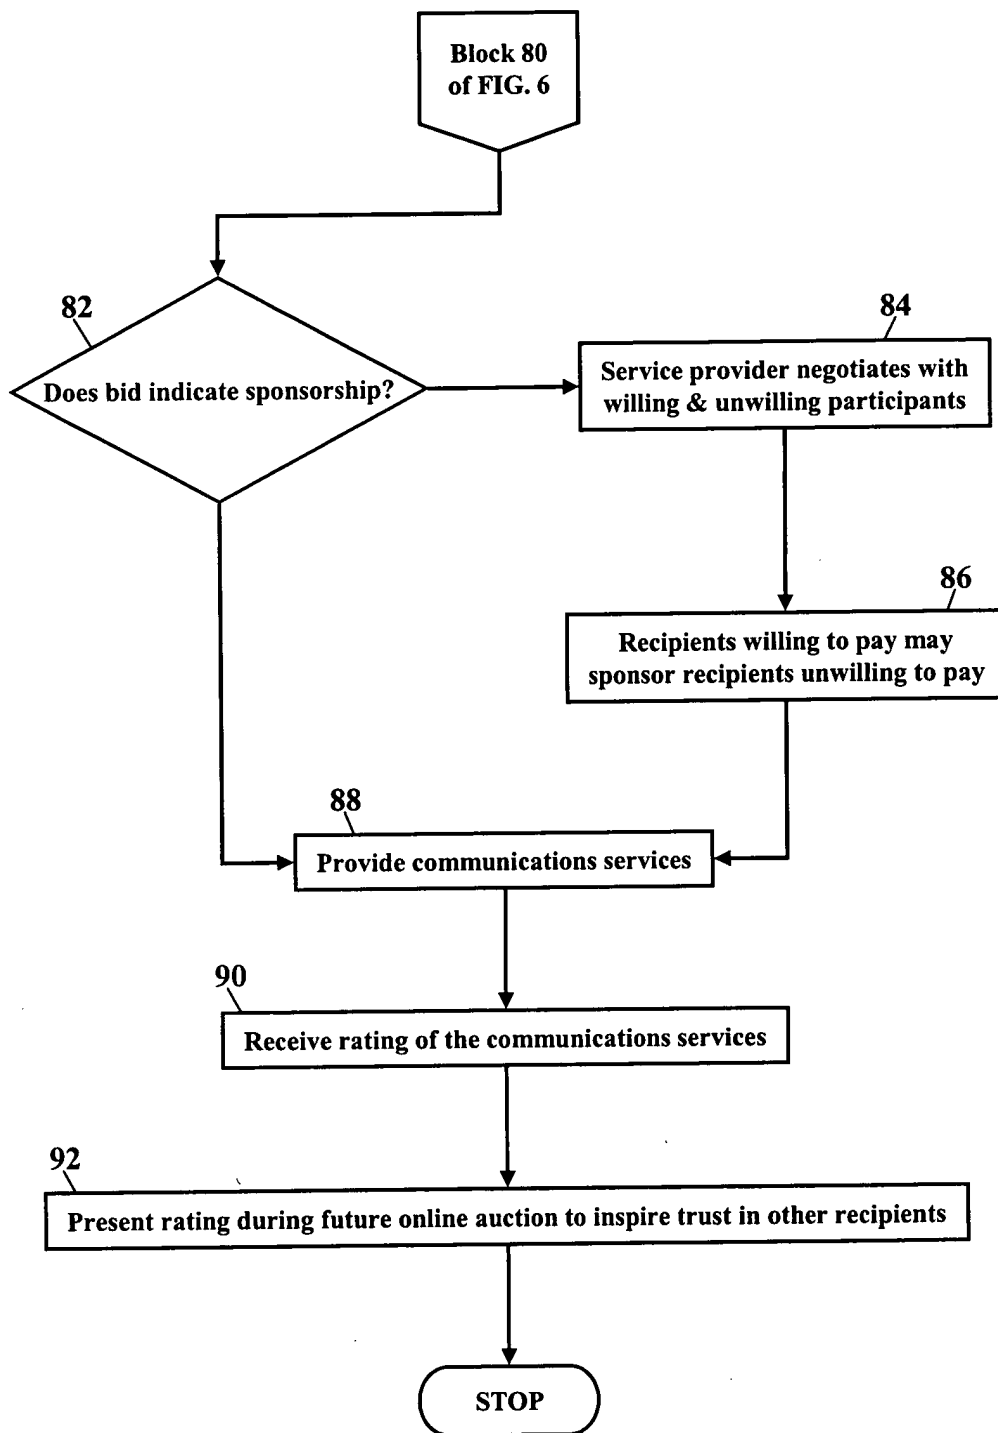 Block 80
of FIG. 6
82
Does bid indicate sponsorship?
84
Service provider negotiates with
willing & unwilling participants
86
Recipients willing to pay may
sponsor recipients unwilling to pay
88
Provide communications services
90
Receive rating of the communications services
92
Present rating during future online auction to inspire trust in other recipients
STOP